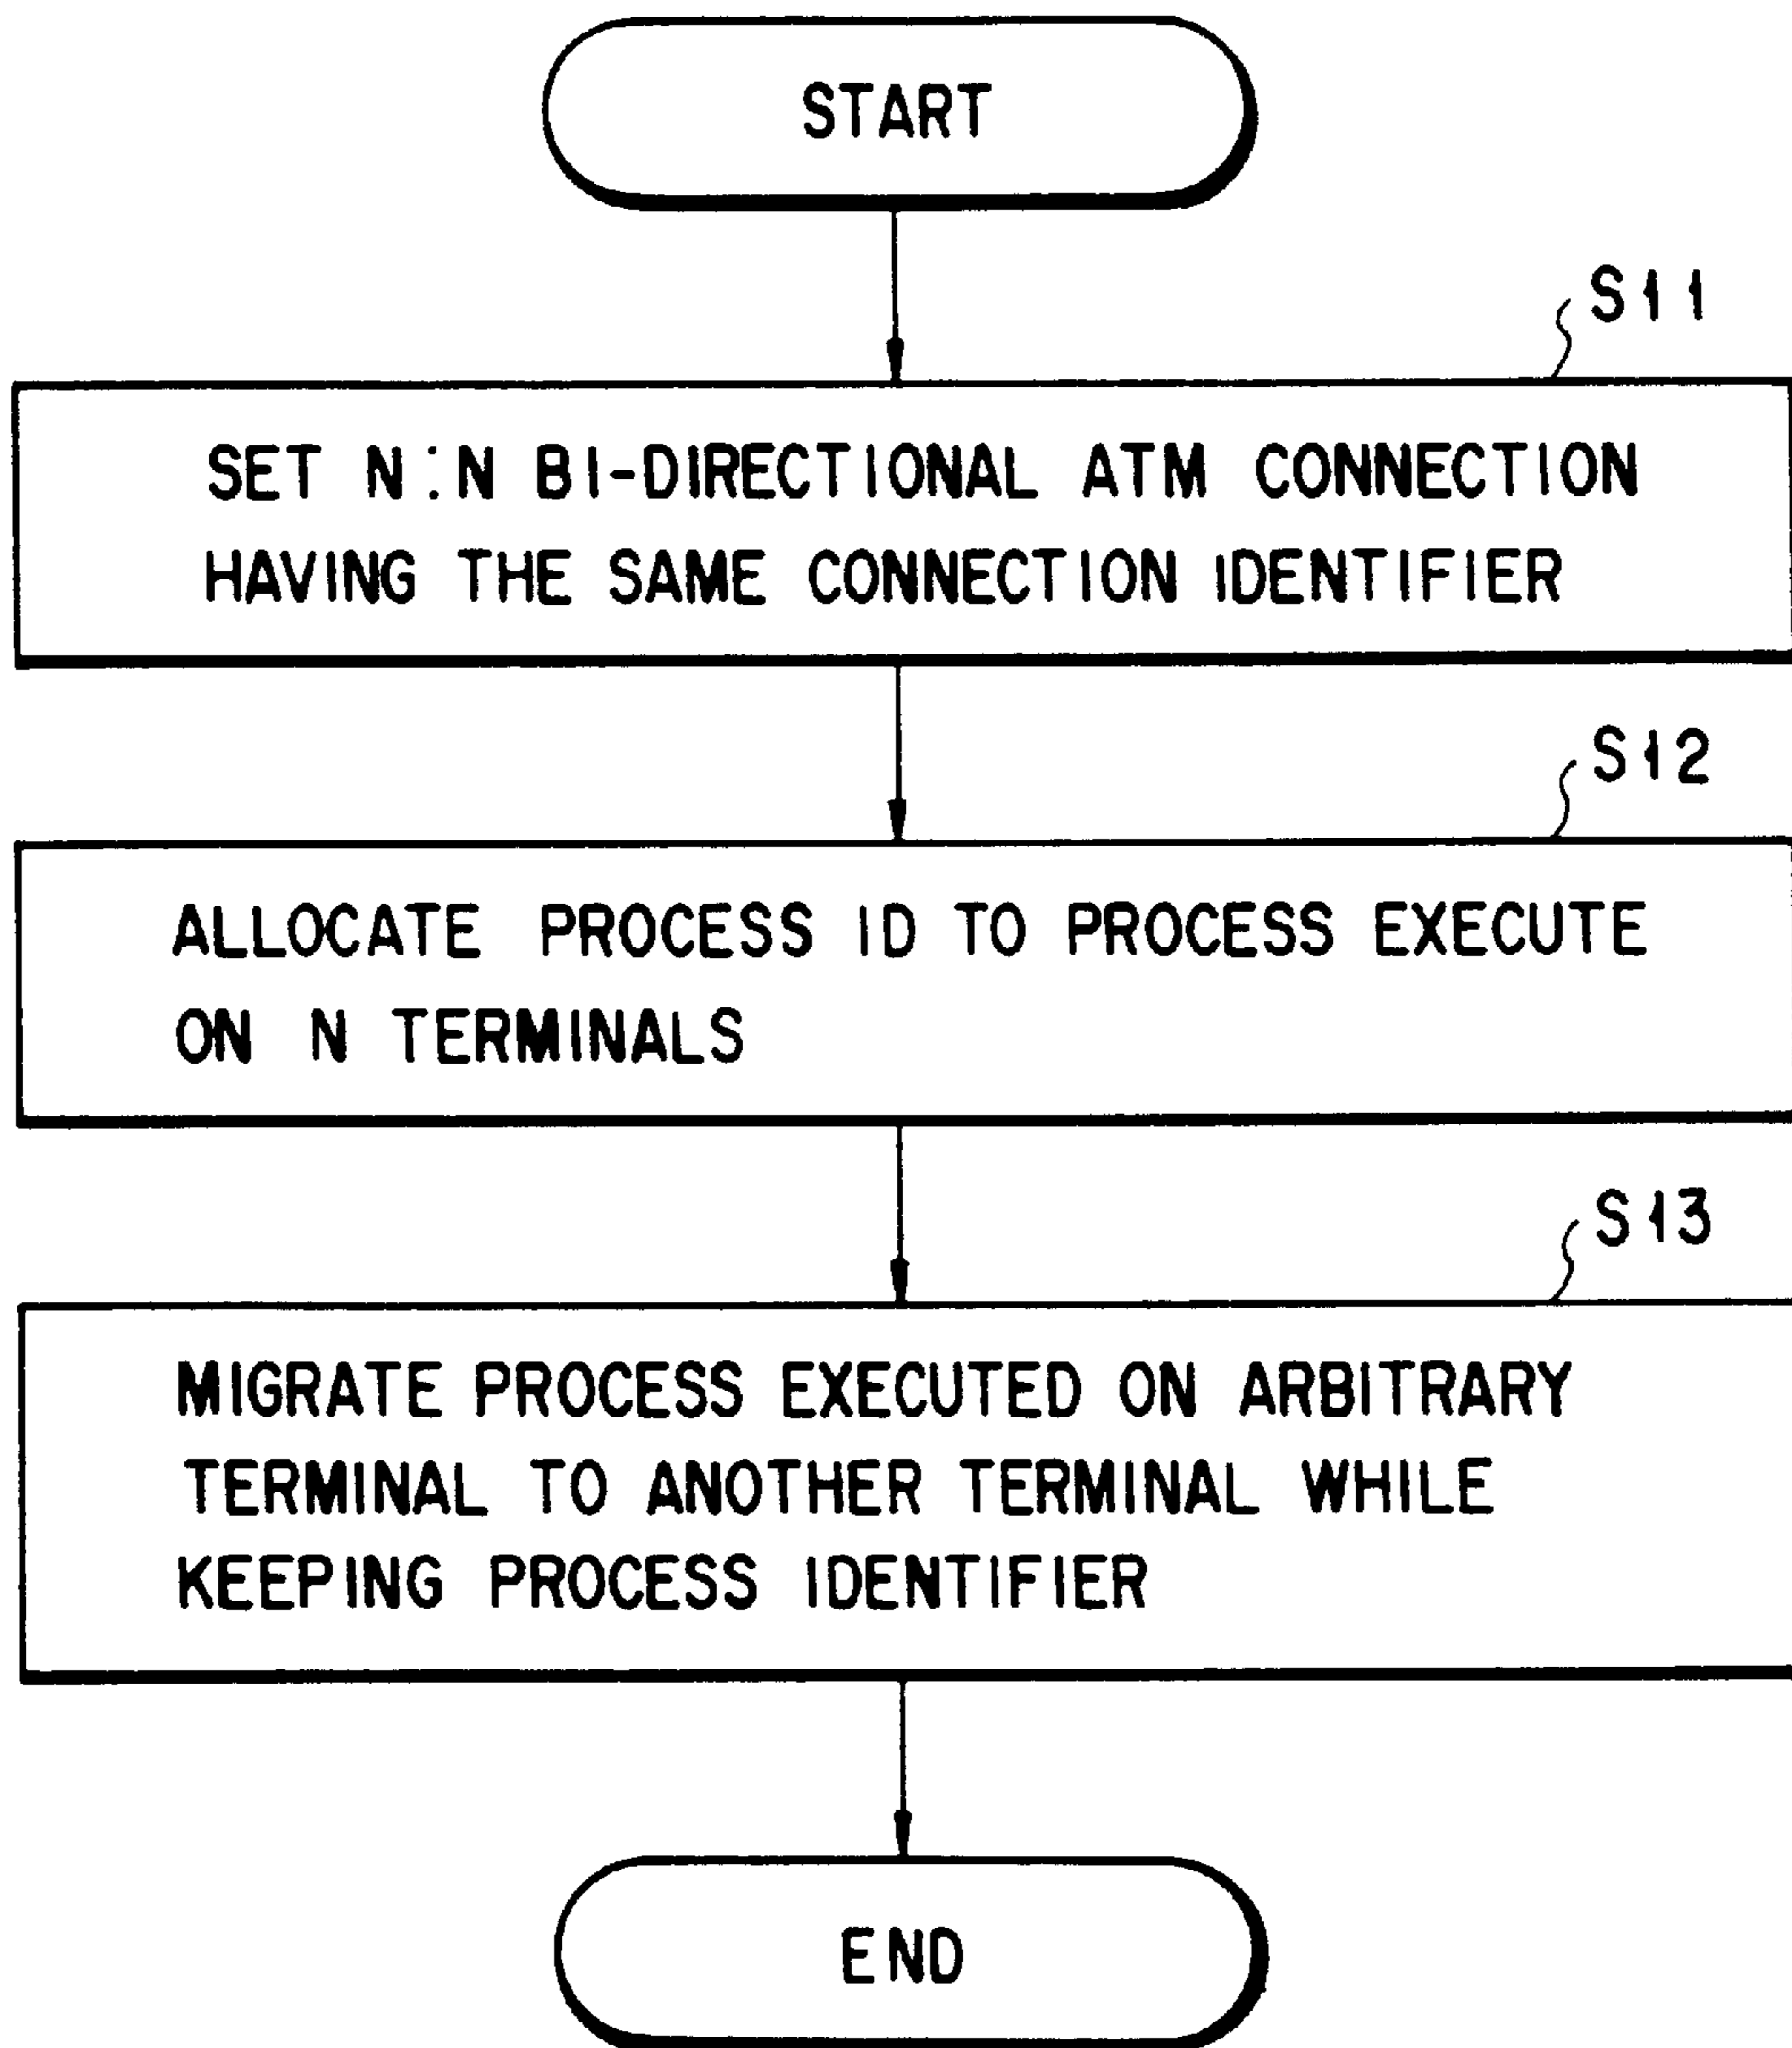 START
S11
SET N:N BI-DIRECTIONAL ATM CONNECTION
HAVING THE SAME CONNECTION IDENTIFIER
S12
ALLOCATE PROCESS ID TO PROCESS EXECUTE
ON N TERMINALS
S13
MIGRATE PROCESS EXECUTED ON ARBITRARY
TERMINAL TO ANOTHER TERMINAL WHILE
KEEPING PROCESS IDENTIFIER
END